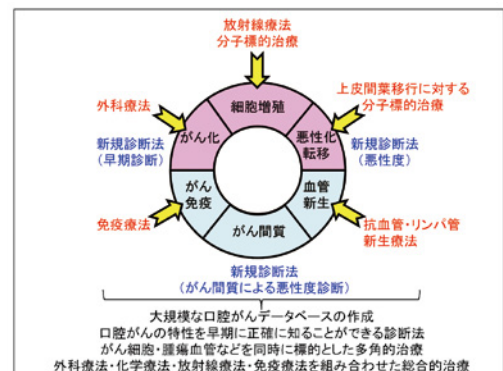 放射線療法
分子標的治療
上皮間葉移行に対する
分子標的治療
外科療法
細胞増殖
がん化
悪性化
転移
新規診断法
(早期診断)
新規診断法
(悪性度)
がん
免疫
血管
新生
免疫療法
がん間質
抗血管・リンパ管
新生療法
新規診断法
(がん間質による悪性度診断)
大規模な口腔がんデータベースの作成
口腔がんの特性を早期に正確に知ることができる診断法
がん細胞・腫瘍血管などを同時に標的とした多角的治療
外科療法・化学療法・放射線療法・免疫療法を組み合わせた総合的治療